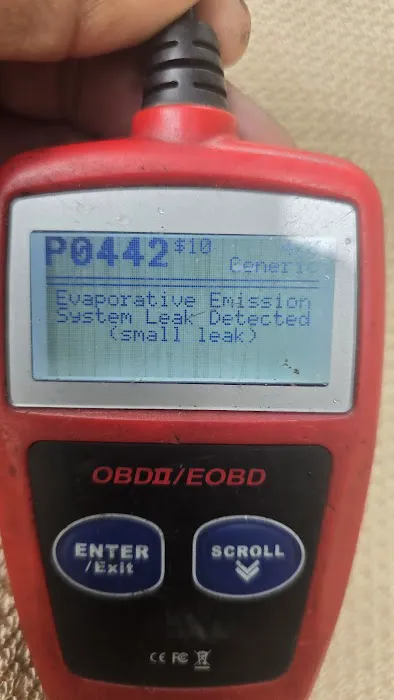 P0442 $10
Generic
Evaporative Emission
System Leak Detected
(small leak)
OBDII/EOBD
ENTER
/Exit
SCROLL
CE FC